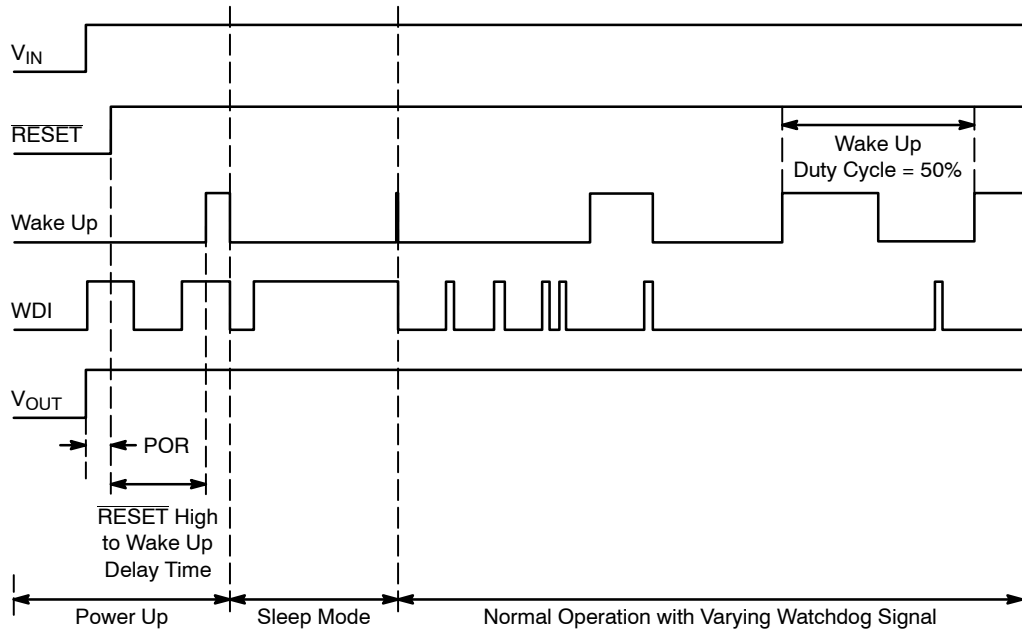 VIN
RESET
Wake Up
Duty Cycle = 50%
Wake Up
WDI
VOUT
POR
RESET High
to Wake Up
Delay Time
Power Up
Sleep Mode
Normal Operation with Varying Watchdog Signal